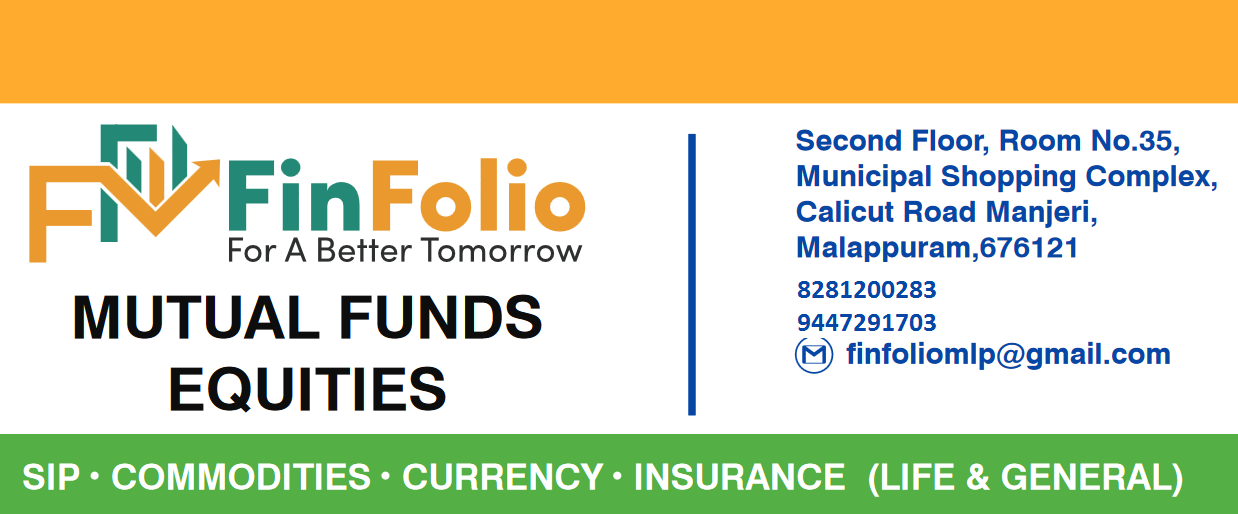 FinFolio
For A Better Tomorrow
MUTUAL FUNDS
EQUITIES
Second Floor, Room No.35,
Municipal Shopping Complex,
Calicut Road Manjeri,
Malappuram,676121
8281200283
9447291703
finfoliomlp@gmail.com
SIP • COMMODITIES • CURRENCY • INSURANCE (LIFE & GENERAL)